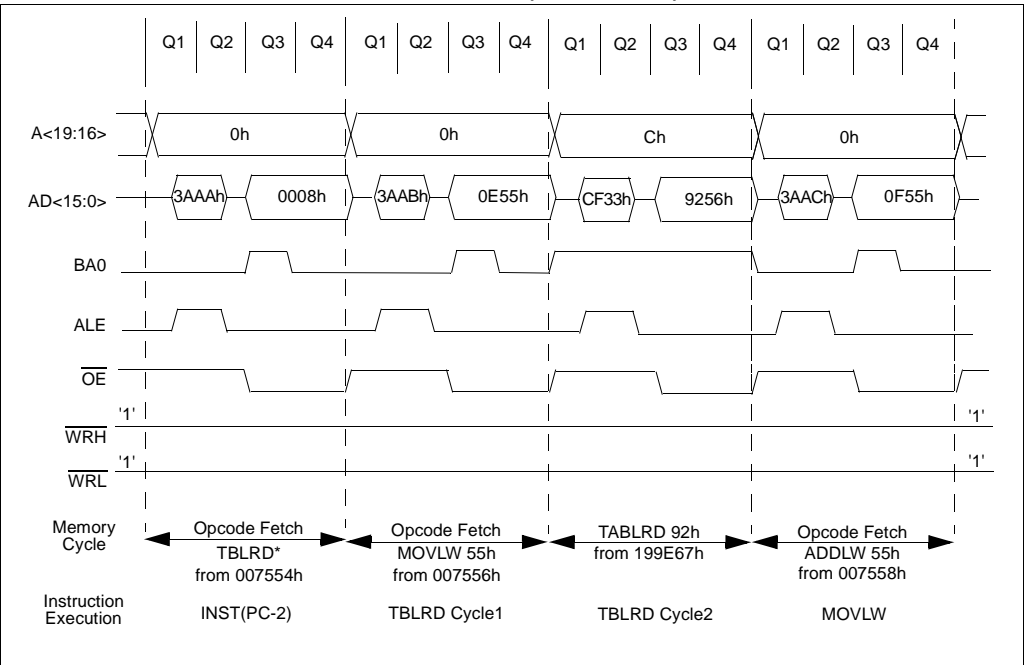 Q1 Q2 Q3 Q4 Q1 Q2 Q3 Q4 Q1 Q2 Q3 Q4 Q1 Q2 Q3 Q4
A<19:16> 0h 0h Ch 0h
AD<15:0> 3AAAh 0008h 3AABh 0E55h CF33h 9256h 3AACh 0F55h
BA0
ALE
OE
'1' '1'
WRH
'1' '1'
WRL
Memory Cycle
Opcode Fetch
TBLRD*
from 007554h
Opcode Fetch
MOVLW 55h
from 007556h
TABLRD 92h
from 199E67h
Opcode Fetch
ADDLW 55h
from 007558h
Instruction Execution
INST(PC-2) TBLRD Cycle1 TBLRD Cycle2 MOVLW